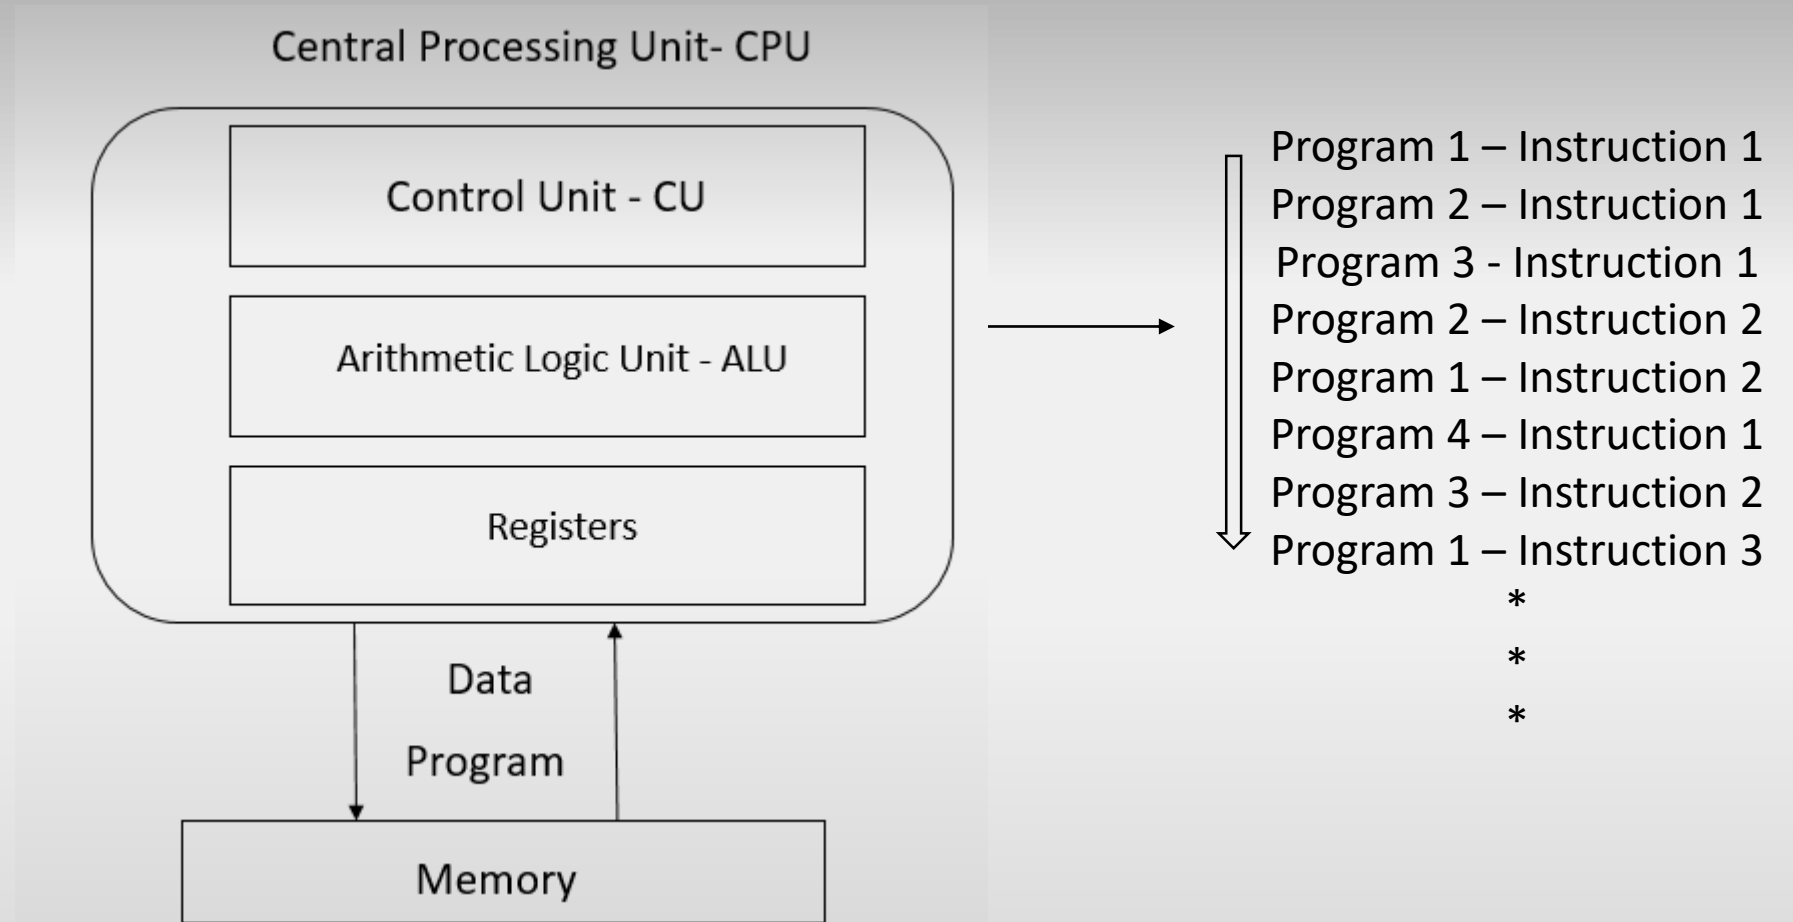 Central Processing Unit- CPU
Control Unit - CU
Arithmetic Logic Unit - ALU
Registers
Data
Program
Memory
Program 1 – Instruction 1
Program 2 – Instruction 1
Program 3 - Instruction 1
Program 2 – Instruction 2
Program 1 – Instruction 2
Program 4 – Instruction 1
Program 3 – Instruction 2
Program 1 – Instruction 3
*
*
*